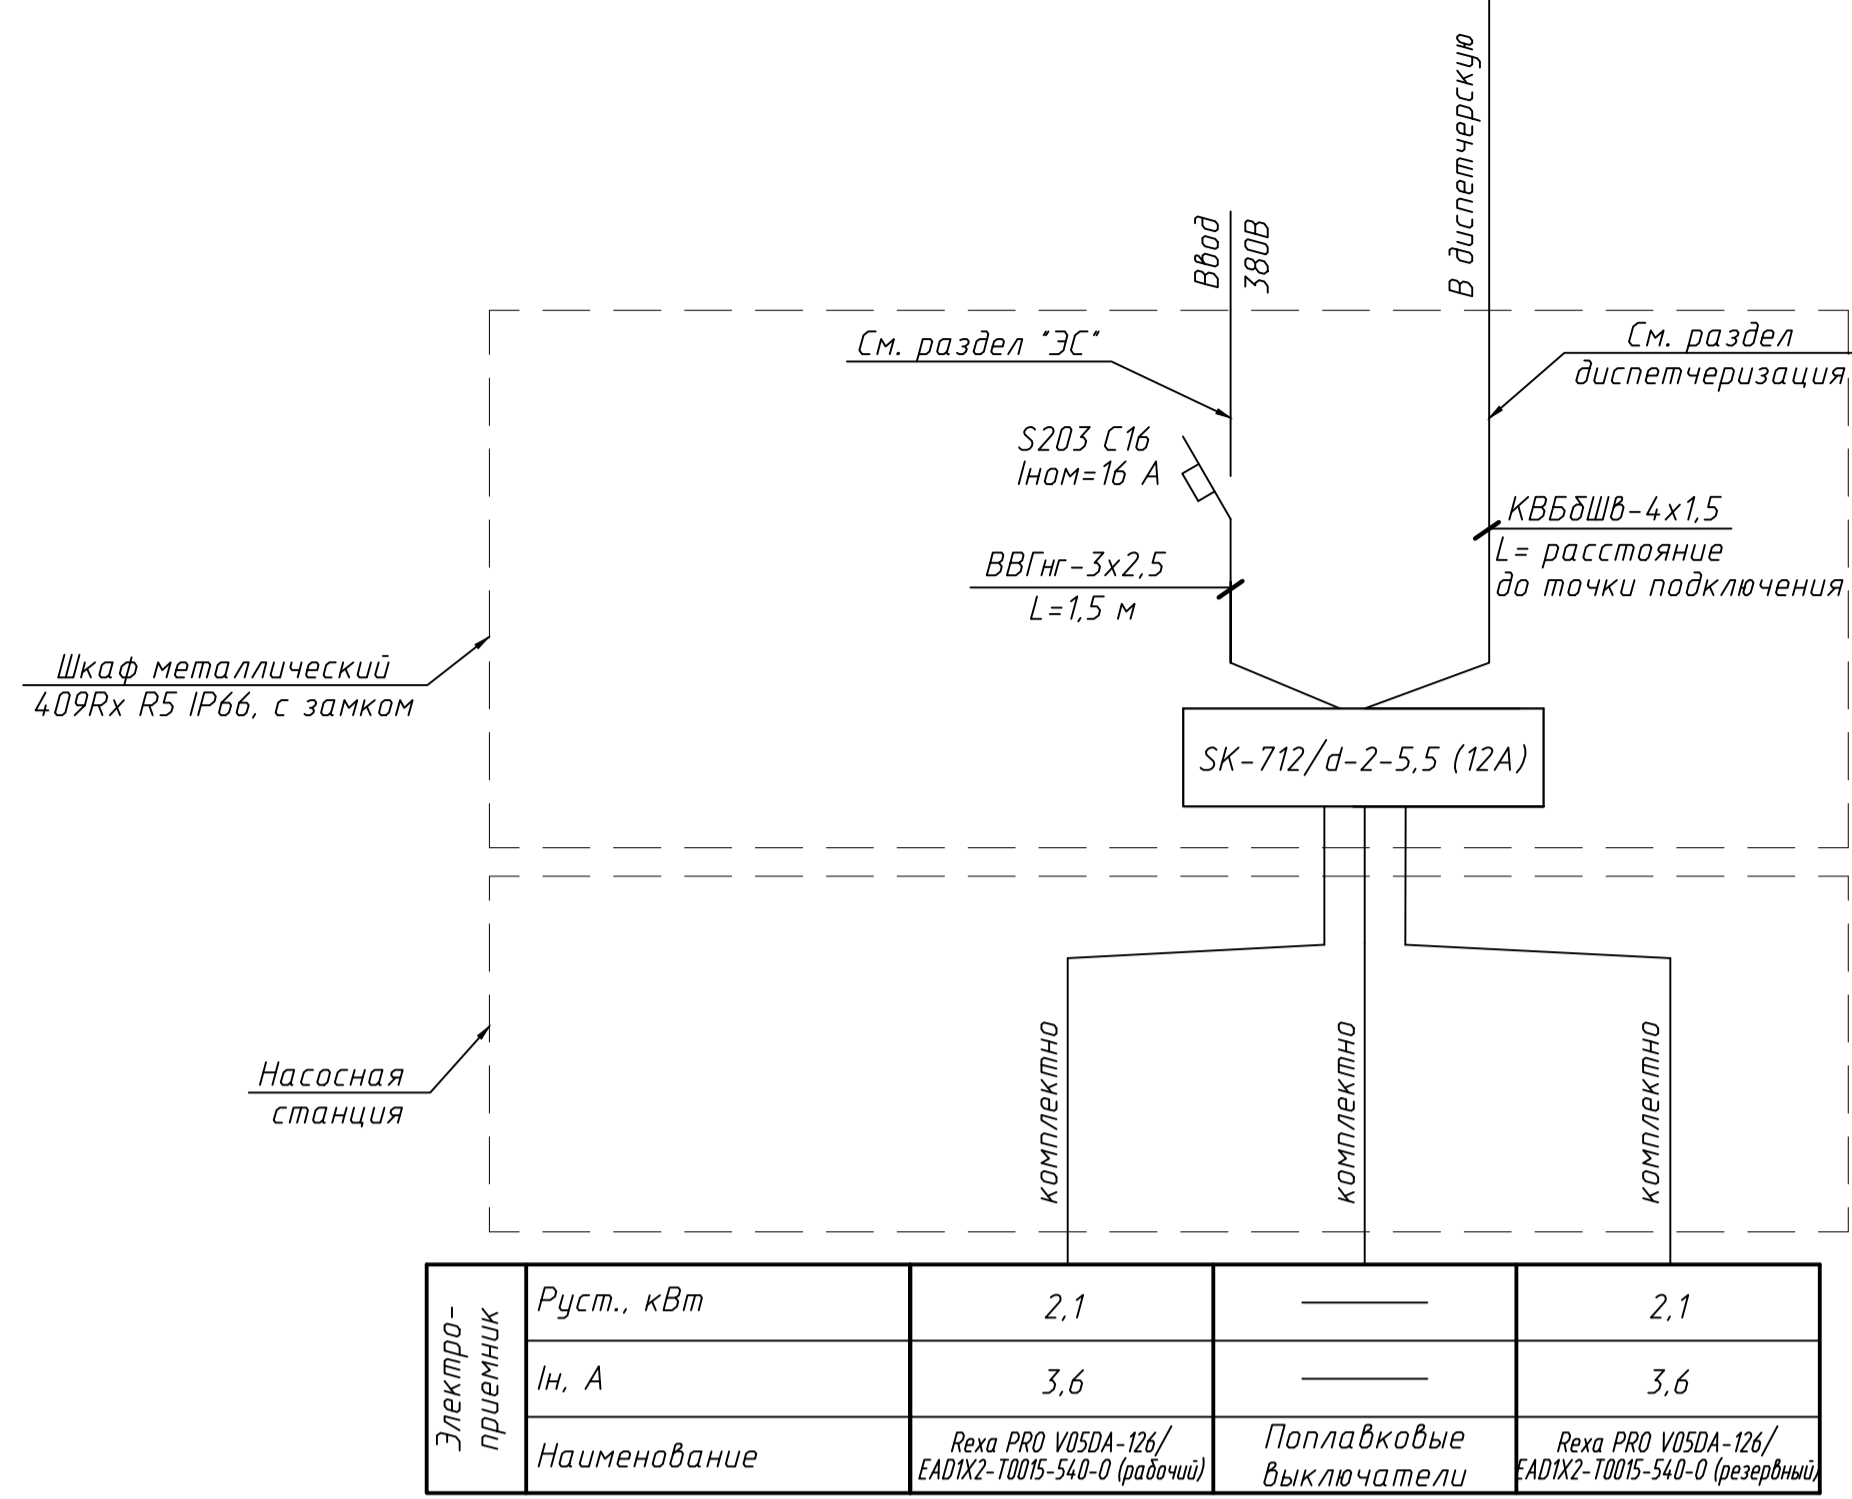 В диспетчерскую
Ввод
380В
См. раздел "ЭС"
См. раздел
диспетчеризация
S203 C16
Iном=16 А
КВБбШв-4х1,5
L= расстояние
до точки подключения
ВВГнг-3х2,5
L=1,5 м
Шкаф металлический
409Rx R5 IP66, с замком
SK-712/d-2-5,5 (12А)
Насосная
станция
комплектно
комплектно
комплектно
Электро-
приемник
Руст., кВт
2,1
2,1
Iн, А
3,6
3,6
Наименование
Rexa PRO V05DA-126/
EAD1X2-T0015-540-O (рабочий)
Поплавковые
выключатели
Rexa PRO V05DA-126/
EAD1X2-T0015-540-O (резервный)